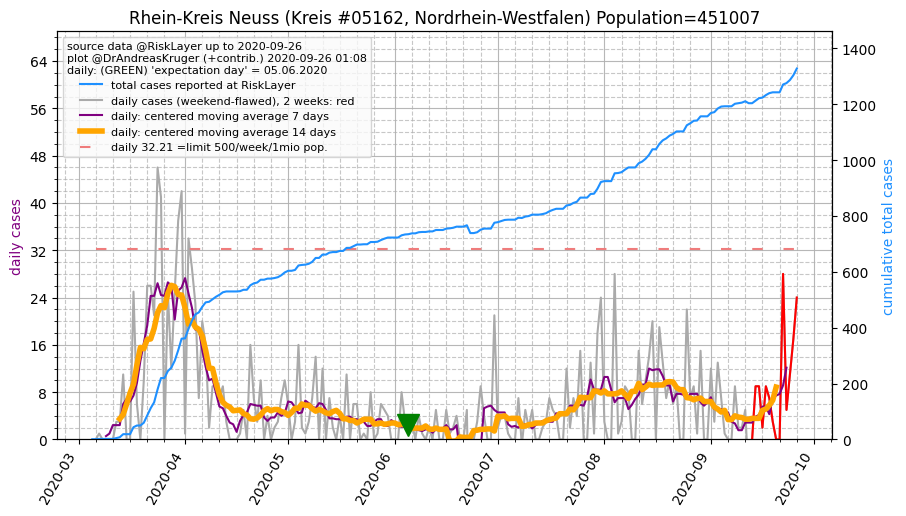 Rhein-Kreis Neuss (Kreis #05162, Nordrhein-Westfalen) Population=451007
source data @RiskLayer up to 2020-09-26
plot @DrAndreasKruger (+contrib.) 2020-09-26 01:08
daily: (GREEN) 'expectation day' = 05.06.2020
total cases reported at RiskLayer
daily cases (weekend-flawed), 2 weeks: red
daily: centered moving average 7 days
daily: centered moving average 14 days
daily 32.21 =limit 500/week/1mio pop.
daily cases
64
56
48
40
32
24
16
8
0
1400
1200
1000
800
600
400
200
0
cumulative total cases
2020-03
2020-04
2020-05
2020-06
2020-07
2020-08
2020-09
2020-10